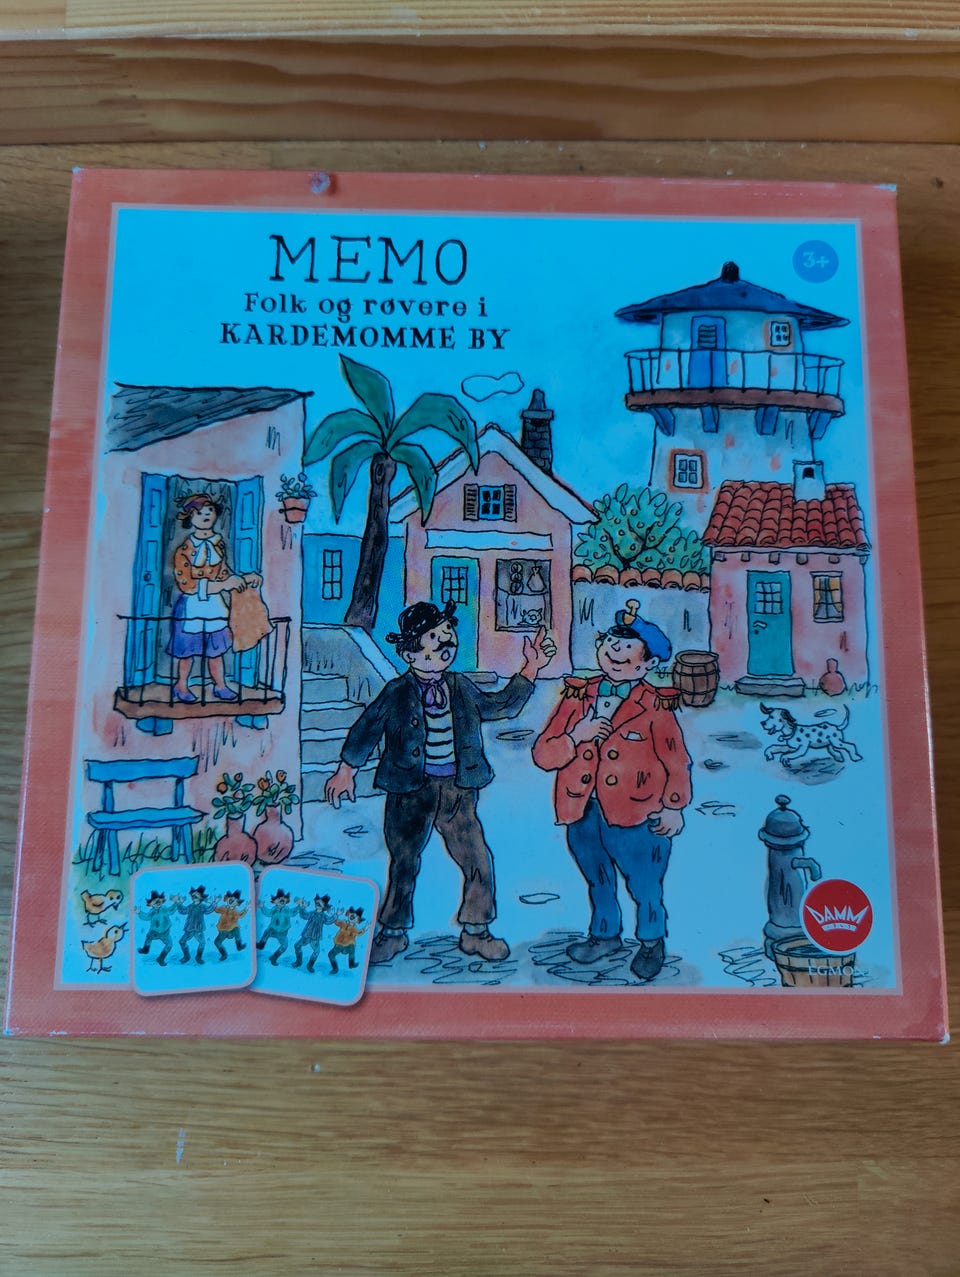 MEMO
Folk og røvere i
KARDEMOMME BY
3+
DAMM
EGMONT